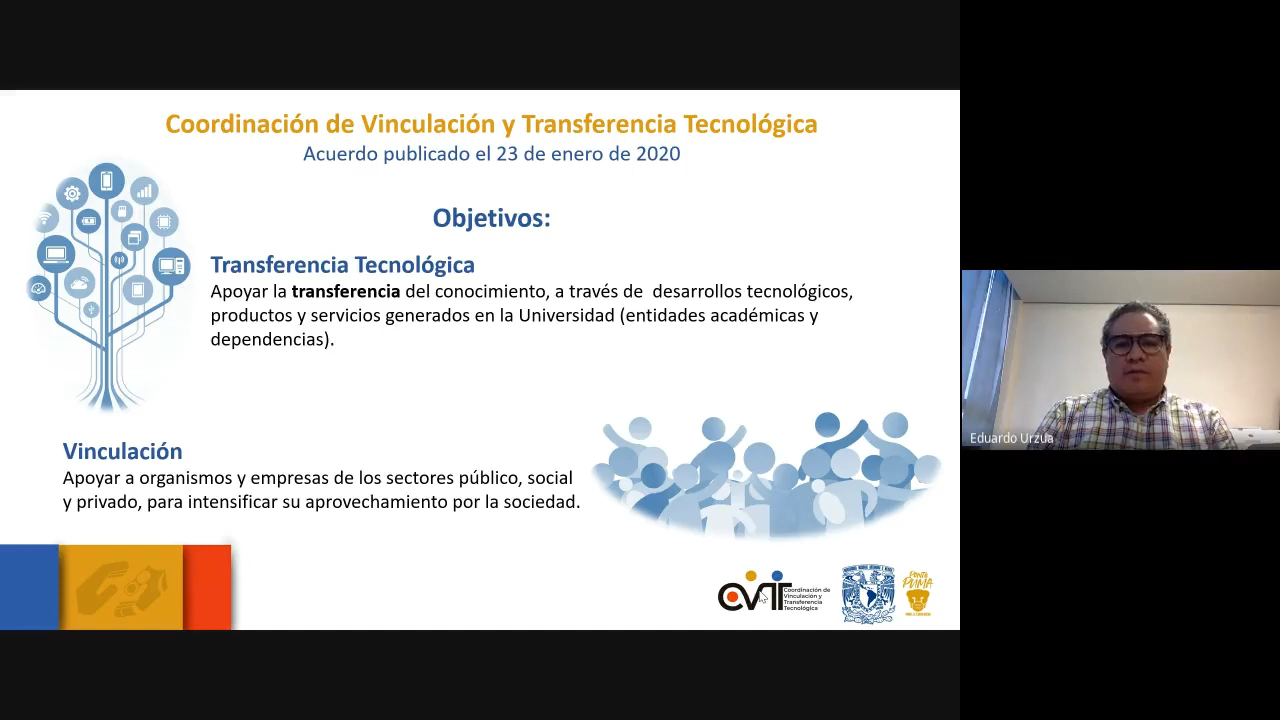 Coordinación de Vinculación y Transferencia Tecnológica
Acuerdo publicado el 23 de enero de 2020
Objetivos:
Transferencia Tecnológica
Apoyar la transferencia del conocimiento, a través de desarrollos tecnológicos,
productos y servicios generados en la Universidad (entidades académicas y
dependencias).
Vinculación
Apoyar a organismos y empresas de los sectores público, social
y privado, para intensificar su aprovechamiento por la sociedad.
CVTT
Coordinación de
Vinculación y
Transferencia
Tecnológica
PONTE
PUMA
Eduardo Urzua